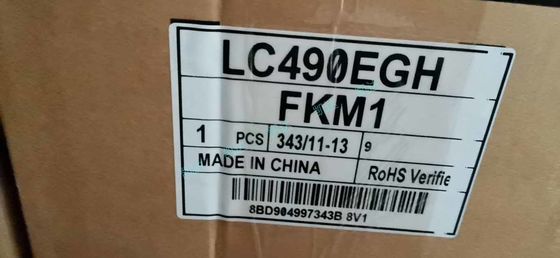 LC490EGH
FKM1
1 PCS 343/11-13 9
MADE IN CHINA RoHS Verifie
8BD904997343B 8V1